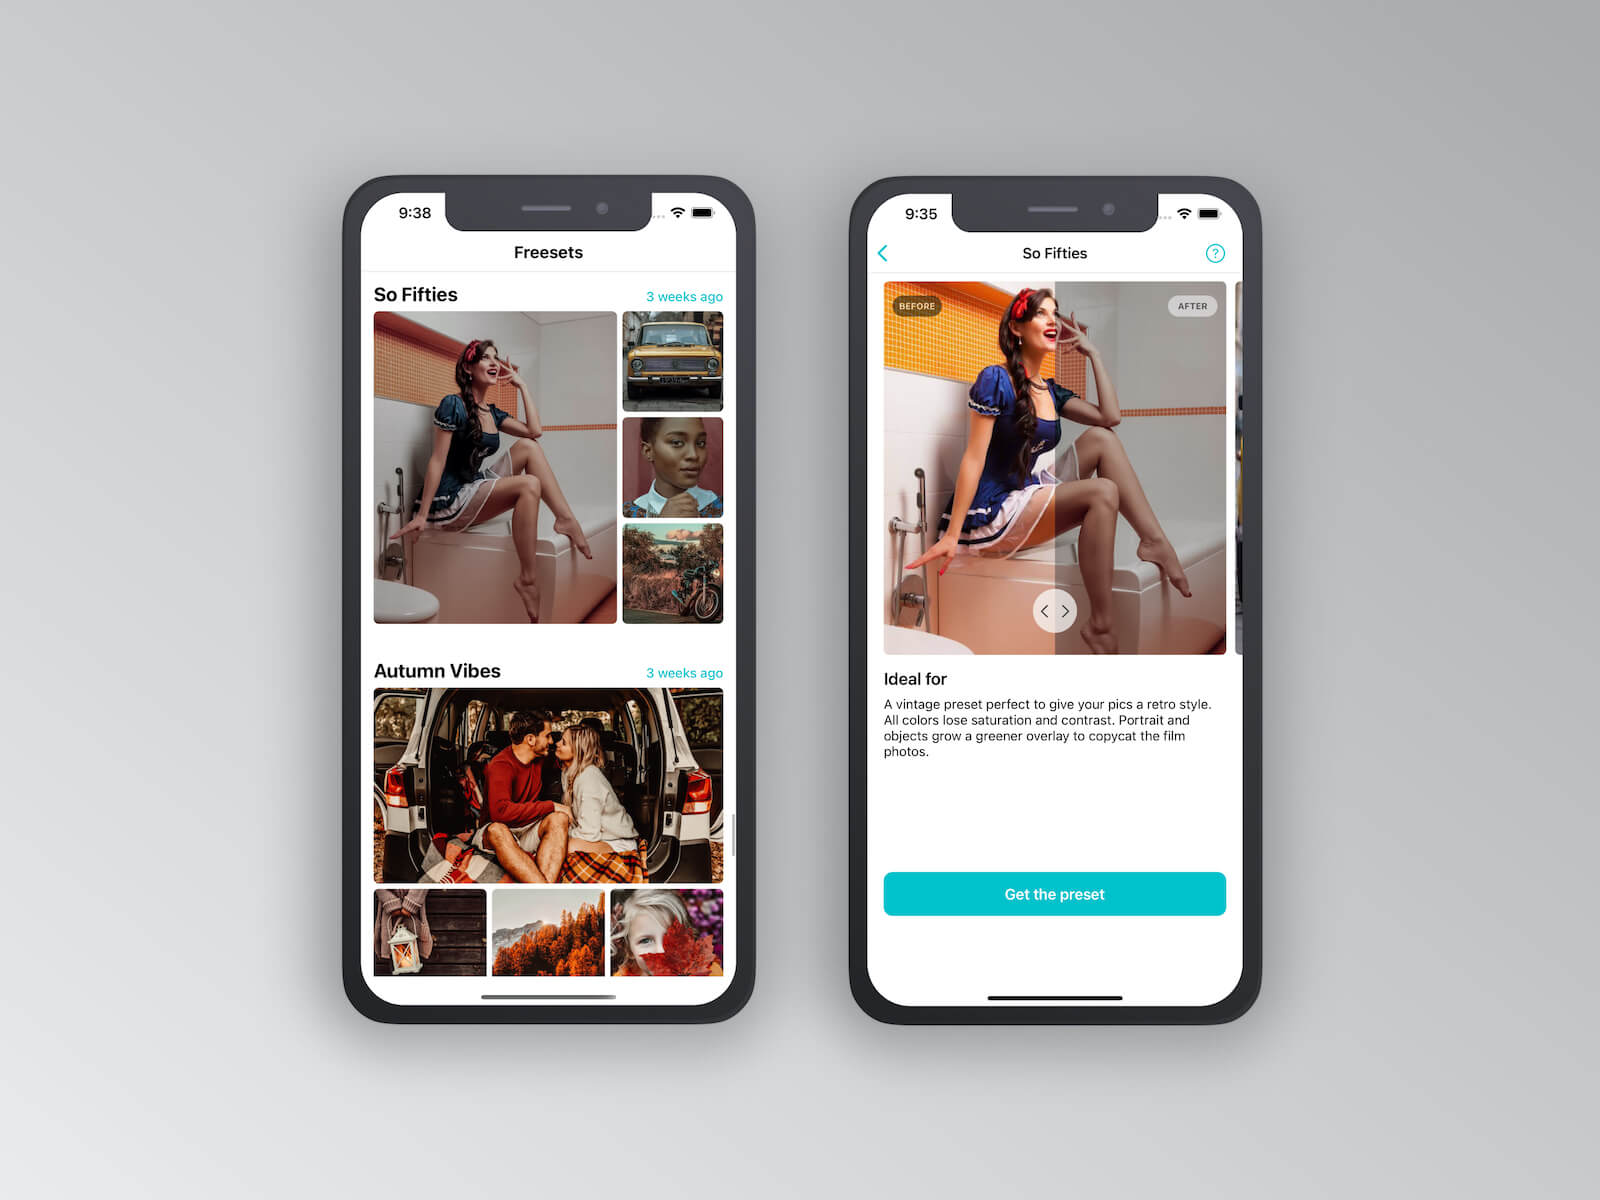 9:38
Freesets
So Fifties
3 weeks ago
Autumn Vibes
3 weeks ago
9:35
So Fifties
?
BEFORE
AFTER
Ideal for
A vintage preset perfect to give your pics a retro style.
All colors lose saturation and contrast. Portrait and
objects grow a greener overlay to copycat the film
photos.
Get the preset